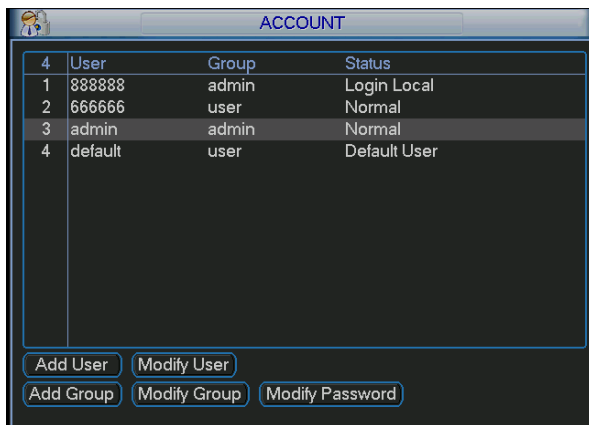 ACCOUNT
4 User Group Status
1 888888 admin Login Local
2 666666 user Normal
3 admin admin Normal
4 default user Default User
Add User Modify User
Add Group Modify Group Modify Password